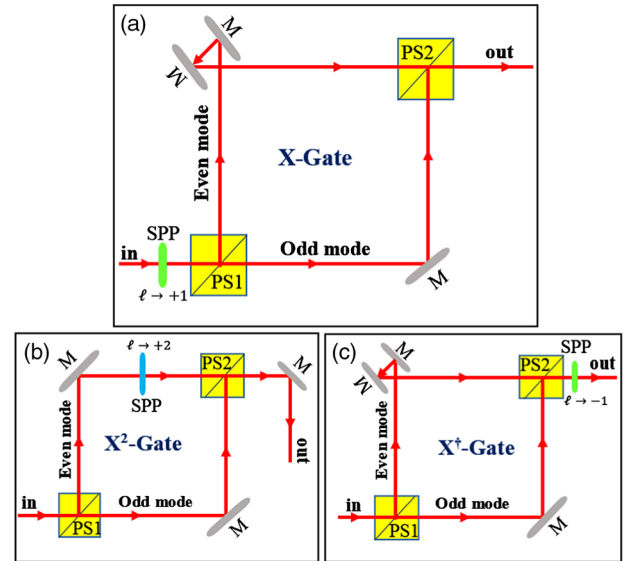 (a)
M
M
PS2
out
Even mode
X-Gate
SPP
in
Odd mode
PS1
M
ℓ → +1
(b)
M
ℓ → +2
SPP
PS2
M
Even mode
X²-Gate
out
in
Odd mode
PS1
M
(c)
M
M
PS2
SPP
out
ℓ → −1
Even mode
X†-Gate
in
Odd mode
PS1
M